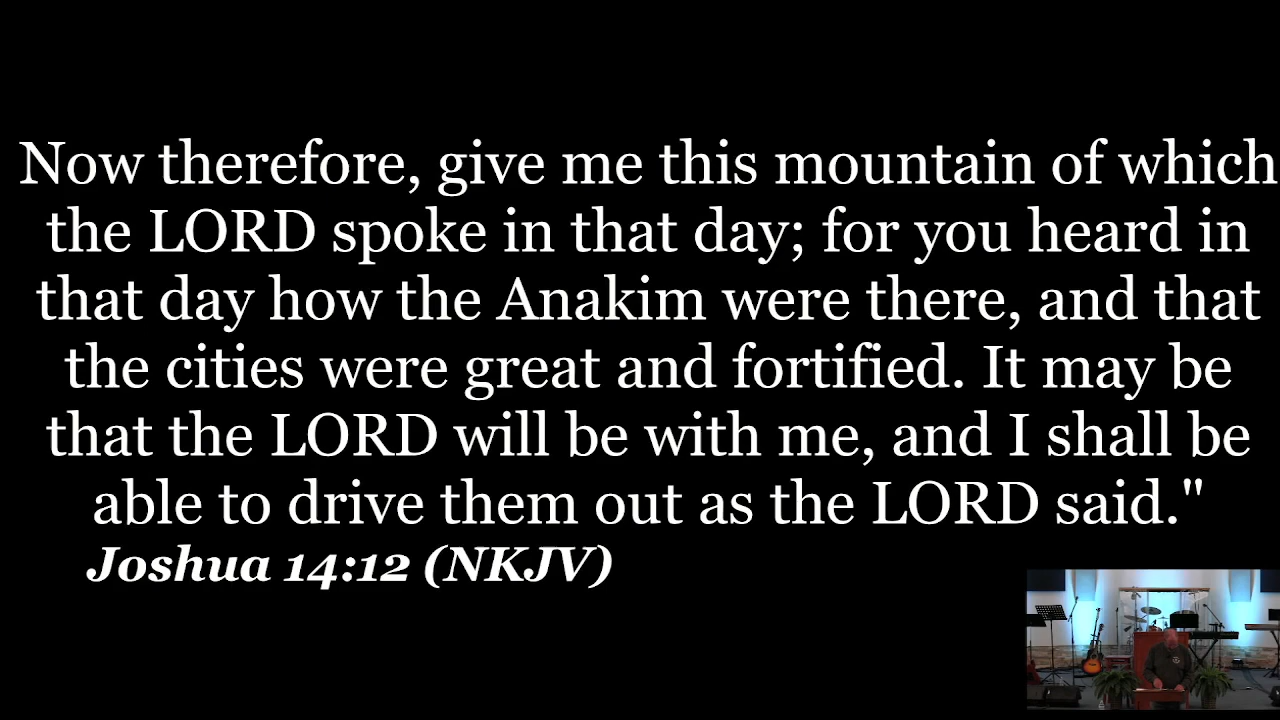 Now therefore, give me this mountain of which
the LORD spoke in that day; for you heard in
that day how the Anakim were there, and that
the cities were great and fortified. It may be
that the LORD will be with me, and I shall be
able to drive them out as the LORD said."
Joshua 14:12 (NKJV)